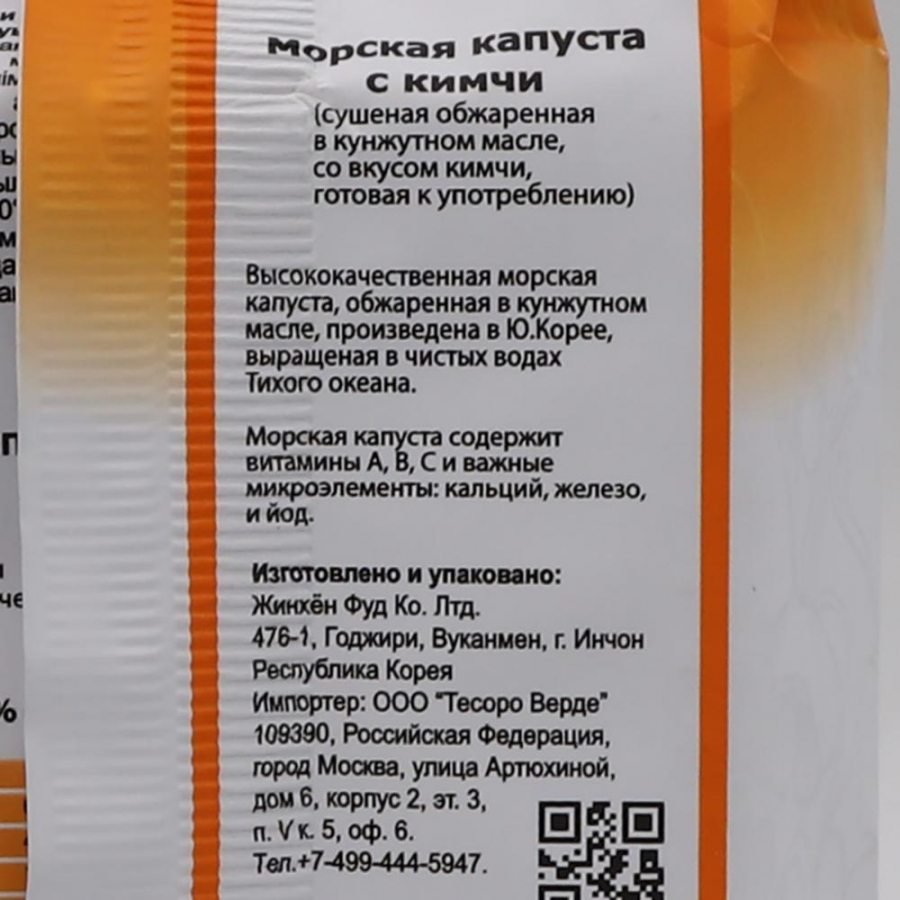 морская капуста
с кимчи
(сушеная обжаренная
в кунжутном масле,
со вкусом кимчи,
готовая к употреблению)
Высококачественная морская
капуста, обжаренная в кунжутном
масле, произведена в Ю.Корее,
выращеная в чистых водах
Тихого океана.
Морская капуста содержит
витамины А, В, С и важные
микроэлементы: кальций, железо,
и йод.
Изготовлено и упаковано:
Жинхён Фуд Ко. Лтд.
476-1, Годжири, Вуканмен, г. Инчон
Республика Корея
Импортер: ООО "Тесоро Верде"
109390, Российская Федерация,
город Москва, улица Артюхиной,
дом 6, корпус 2, эт. 3,
п. V к. 5, оф. 6.
Тел.+7-499-444-5947.